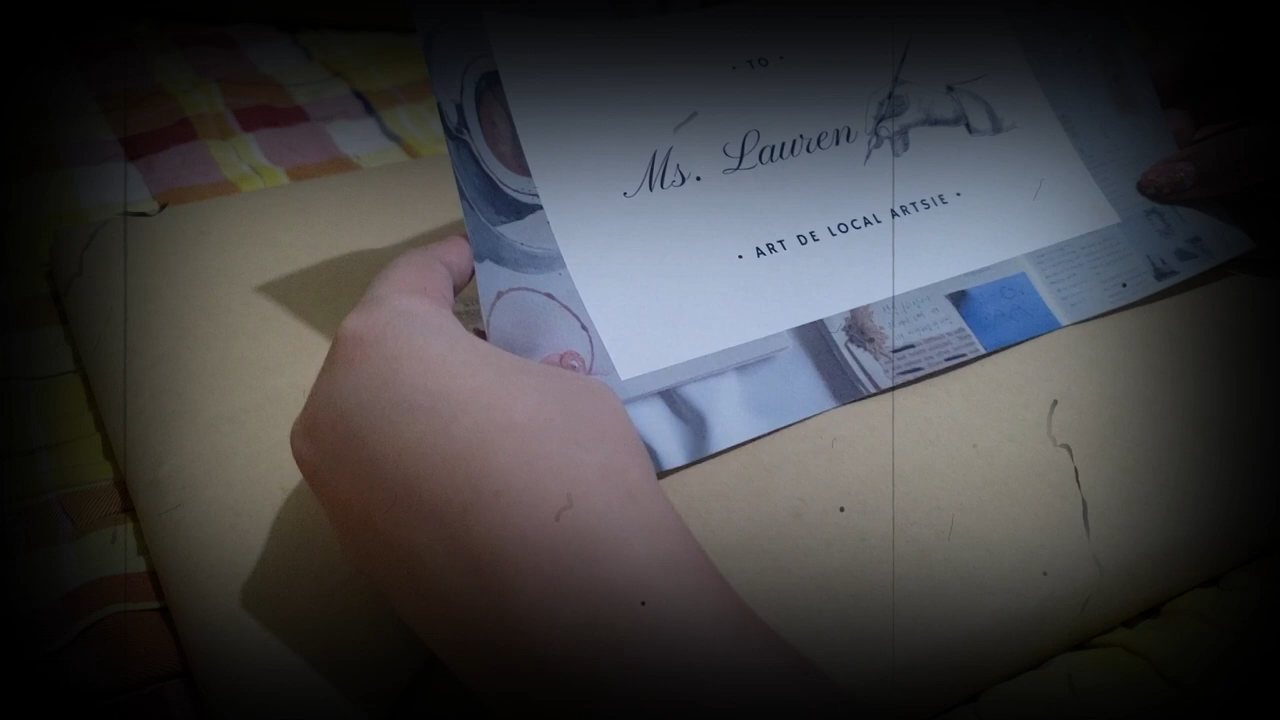 • TO •
Ms. Lauren
• ART DE LOCAL ARTSIE •